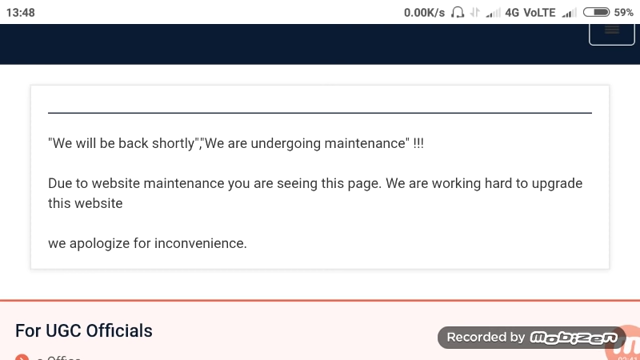 13:48 0.00K/s 4G VoLTE 59%
"We will be back shortly","We are undergoing maintenance" !!!
Due to website maintenance you are seeing this page. We are working hard to upgrade
this website
we apologize for inconvenience.
For UGC Officials
e-Office
Recorded by Mobizen